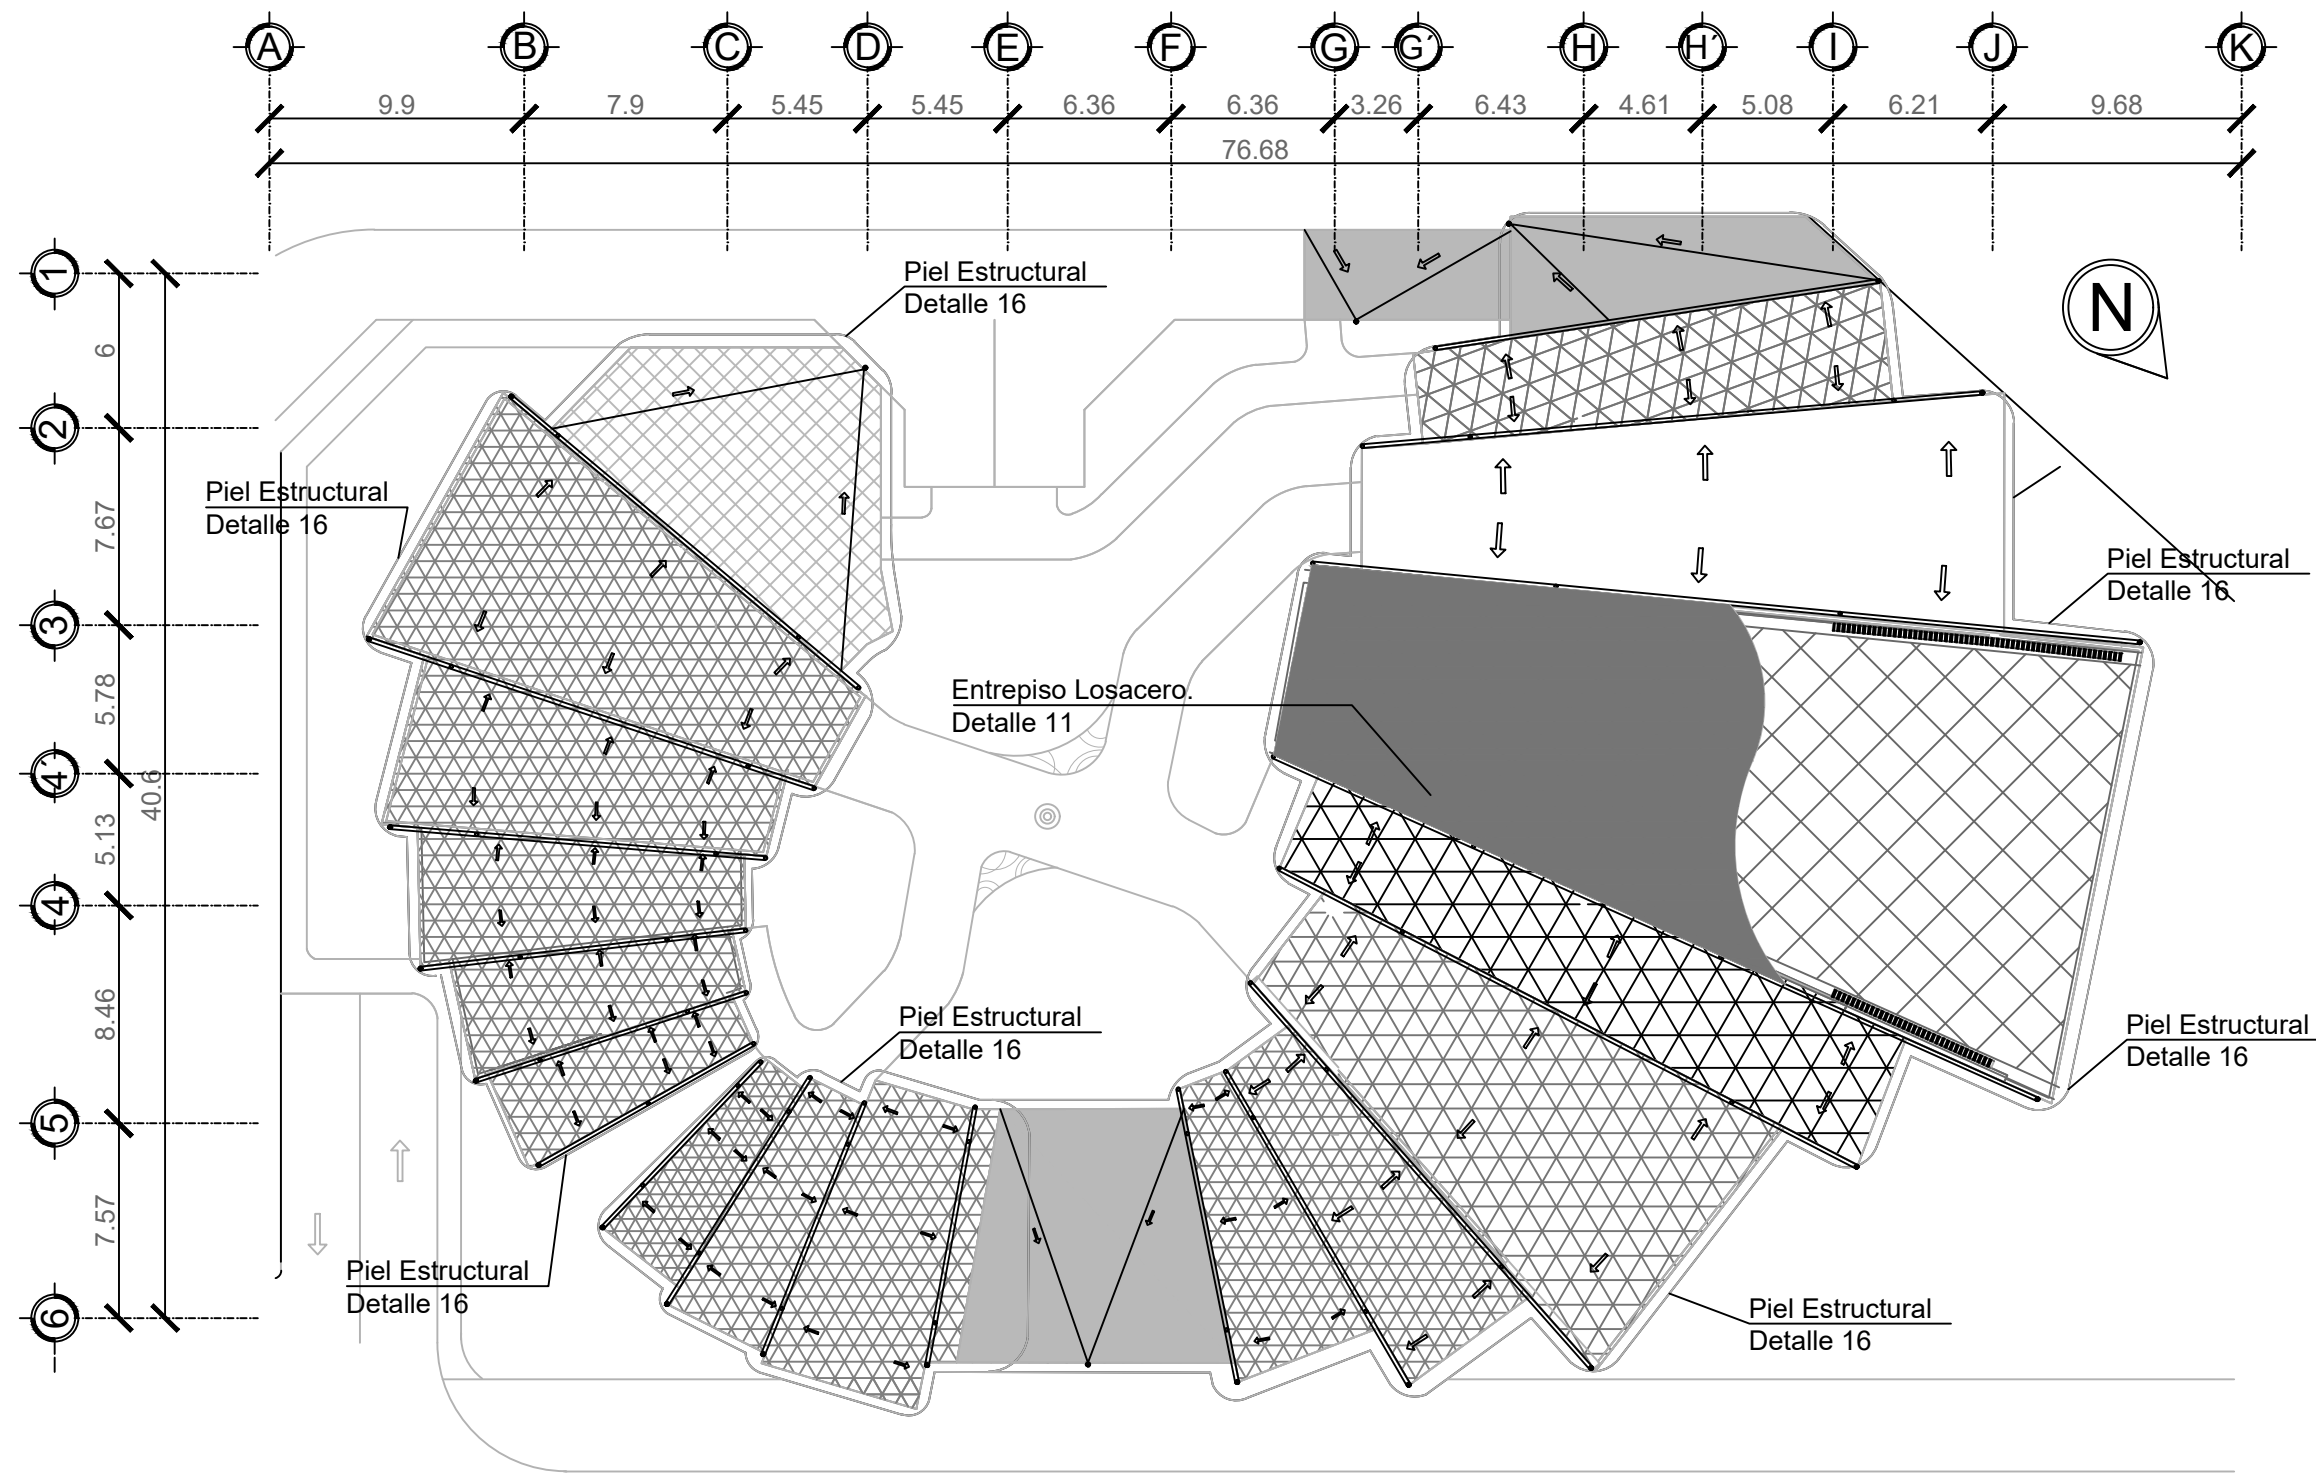 A B C D E F G G´ H H´ I J K
9.9 7.9 5.45 5.45 6.36 6.36 3.26 6.43 4.61 5.08 6.21 9.68
76.68
1
Piel Estructural
Detalle 16
N
6
2
Piel Estructural
Detalle 16
7.67
Piel Estructural
Detalle 16
3
5.78
Entrepiso Losacero.
Detalle 11
4´
40.6
5.13
4
8.46
Piel Estructural
Detalle 16
Piel Estructural
Detalle 16
5
7.57
Piel Estructural
Detalle 16
6
Piel Estructural
Detalle 16